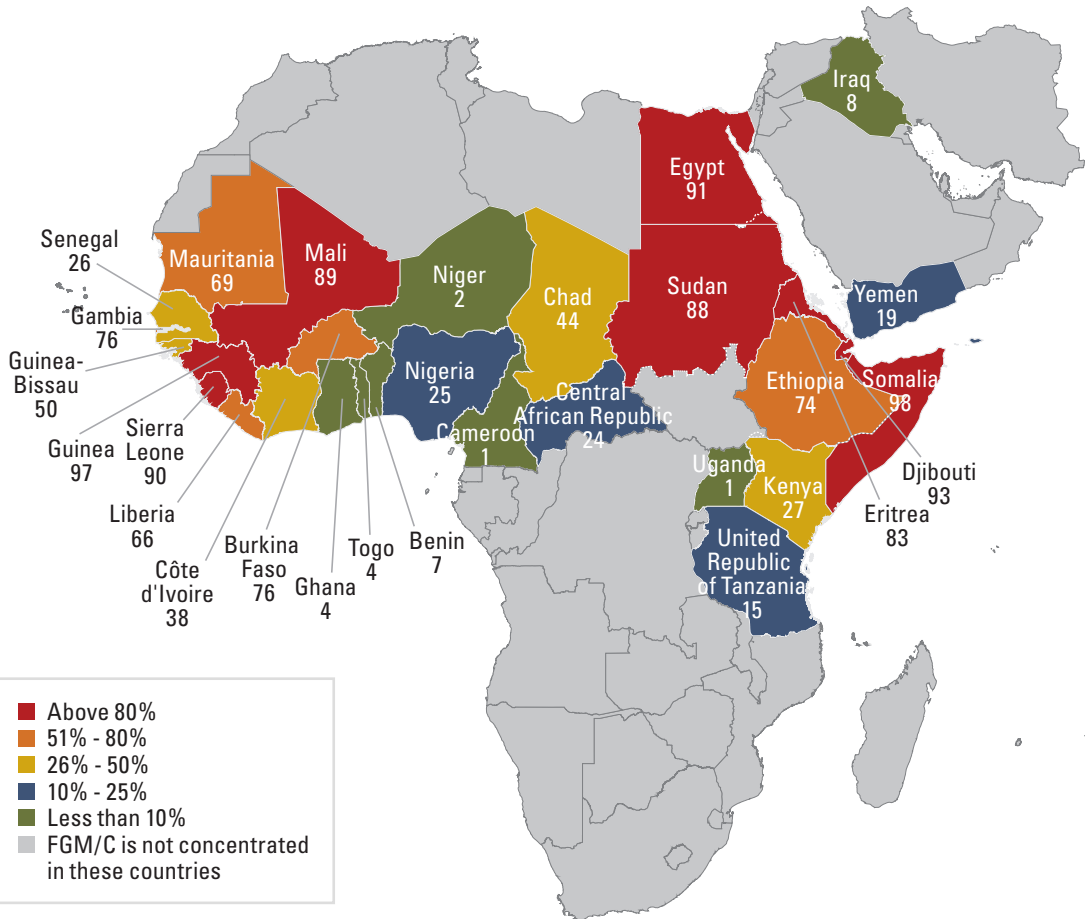 Iraq
8
Egypt
91
Senegal
26
Mauritania
69
Mali
89
Niger
2
Chad
44
Sudan
88
Yemen
19
Gambia
76
Guinea-
Bissau
50
Nigeria
25
Central
African Republic
24
Ethiopia
74
Somalia
98
Guinea
97
Sierra
Leone
90
Cameroon
1
Uganda
1
Kenya
27
Djibouti
93
Eritrea
83
Liberia
66
Côte
d'Ivoire
38
Burkina
Faso
76
Ghana
4
Togo
4
Benin
7
United
Republic
of Tanzania
15
Above 80%
51% - 80%
26% - 50%
10% - 25%
Less than 10%
FGM/C is not concentrated
in these countries